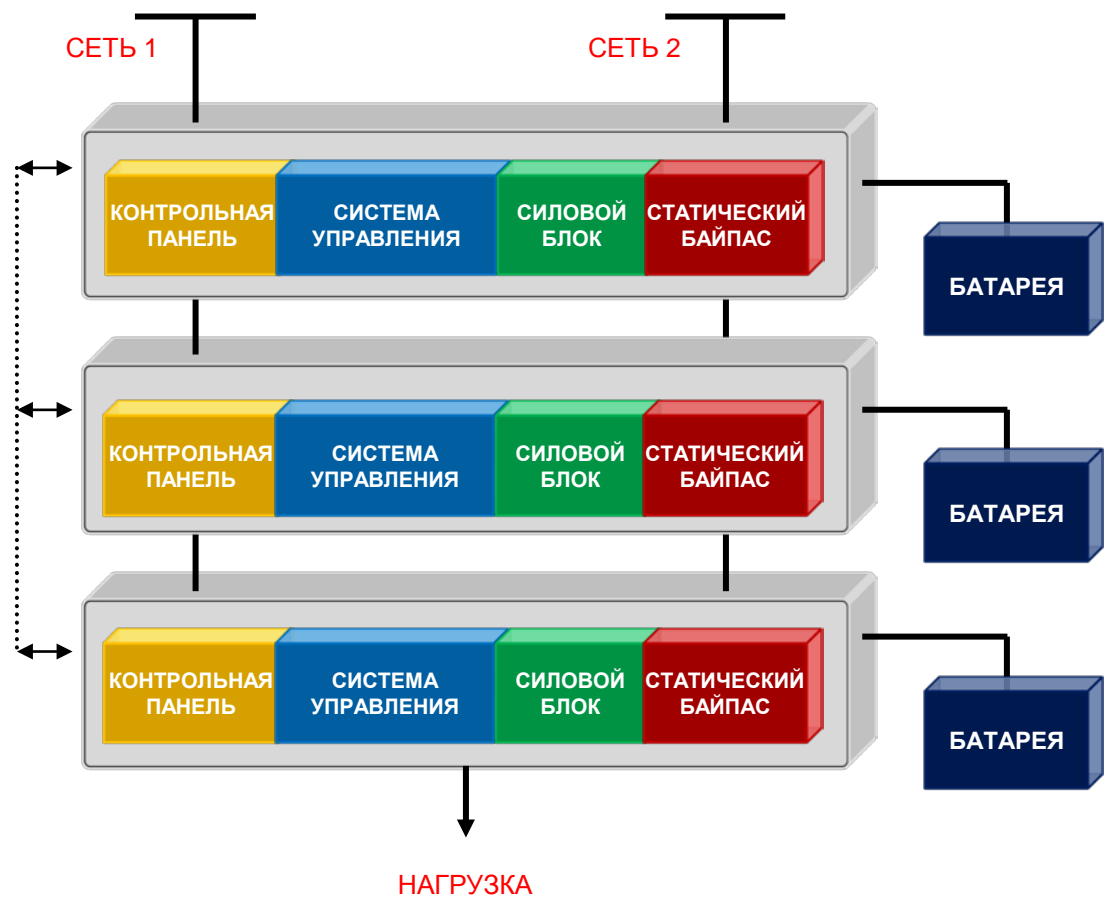 СЕТЬ 1
СЕТЬ 2
КОНТРОЛЬНАЯ
ПАНЕЛЬ
СИСТЕМА
УПРАВЛЕНИЯ
СИЛОВОЙ
БЛОК
СТАТИЧЕСКИЙ
БАЙПАС
БАТАРЕЯ
КОНТРОЛЬНАЯ
ПАНЕЛЬ
СИСТЕМА
УПРАВЛЕНИЯ
СИЛОВОЙ
БЛОК
СТАТИЧЕСКИЙ
БАЙПАС
БАТАРЕЯ
КОНТРОЛЬНАЯ
ПАНЕЛЬ
СИСТЕМА
УПРАВЛЕНИЯ
СИЛОВОЙ
БЛОК
СТАТИЧЕСКИЙ
БАЙПАС
БАТАРЕЯ
НАГРУЗКА